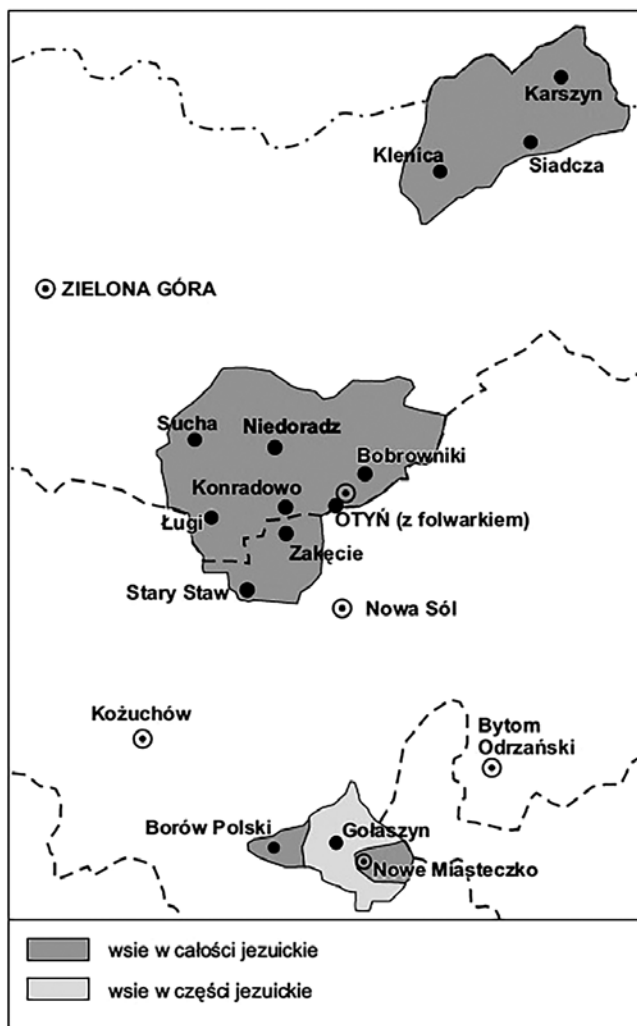 Karszyn
Klenica
Siadcza
ZIELONA GÓRA
Sucha
Niedoradz
Bobrowniki
Konradowo
Ługi
OTYŃ (z folwarkiem)
Zakęcie
Stary Staw
Nowa Sól
Kożuchów
Bytom
Odrzański
Borów Polski
Gołaszyn
Nowe Miasteczko
wsie w całości jezuickie
wsie w części jezuickie